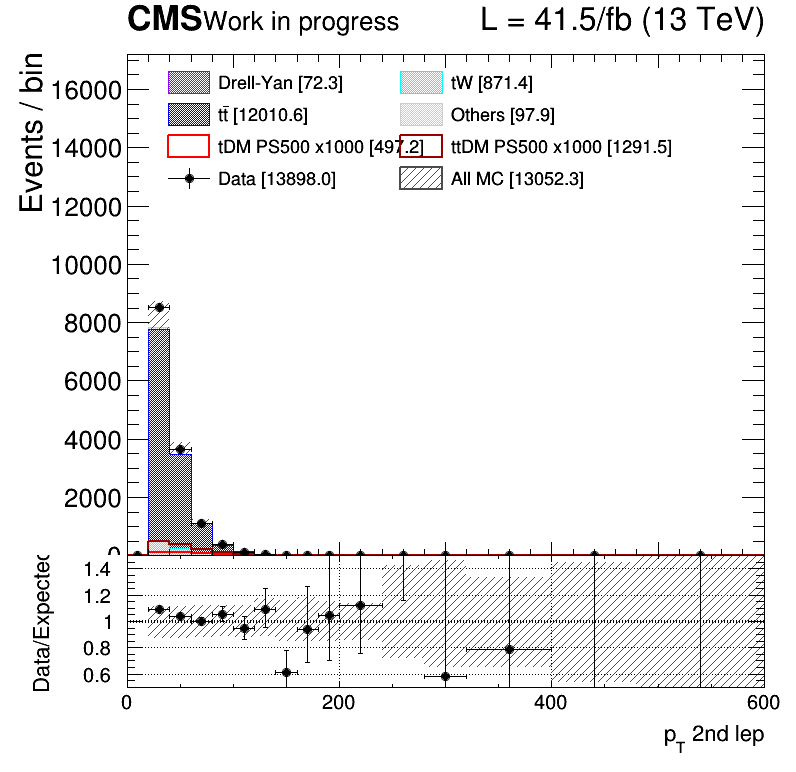 CMS Work in progress L = 41.5/fb (13 TeV)
Events / bin
16000
14000
12000
10000
8000
6000
4000
2000
0
Drell-Yan [72.3] tW [871.4]
tt̄ [12010.6] Others [97.9]
tDM PS500 x1000 [497.2] ttDM PS500 x1000 [1291.5]
Data [13898.0] All MC [13052.3]
Data/Expected
1.4
1.2
1
0.8
0.6
0 200 400 600
p_T 2nd lep